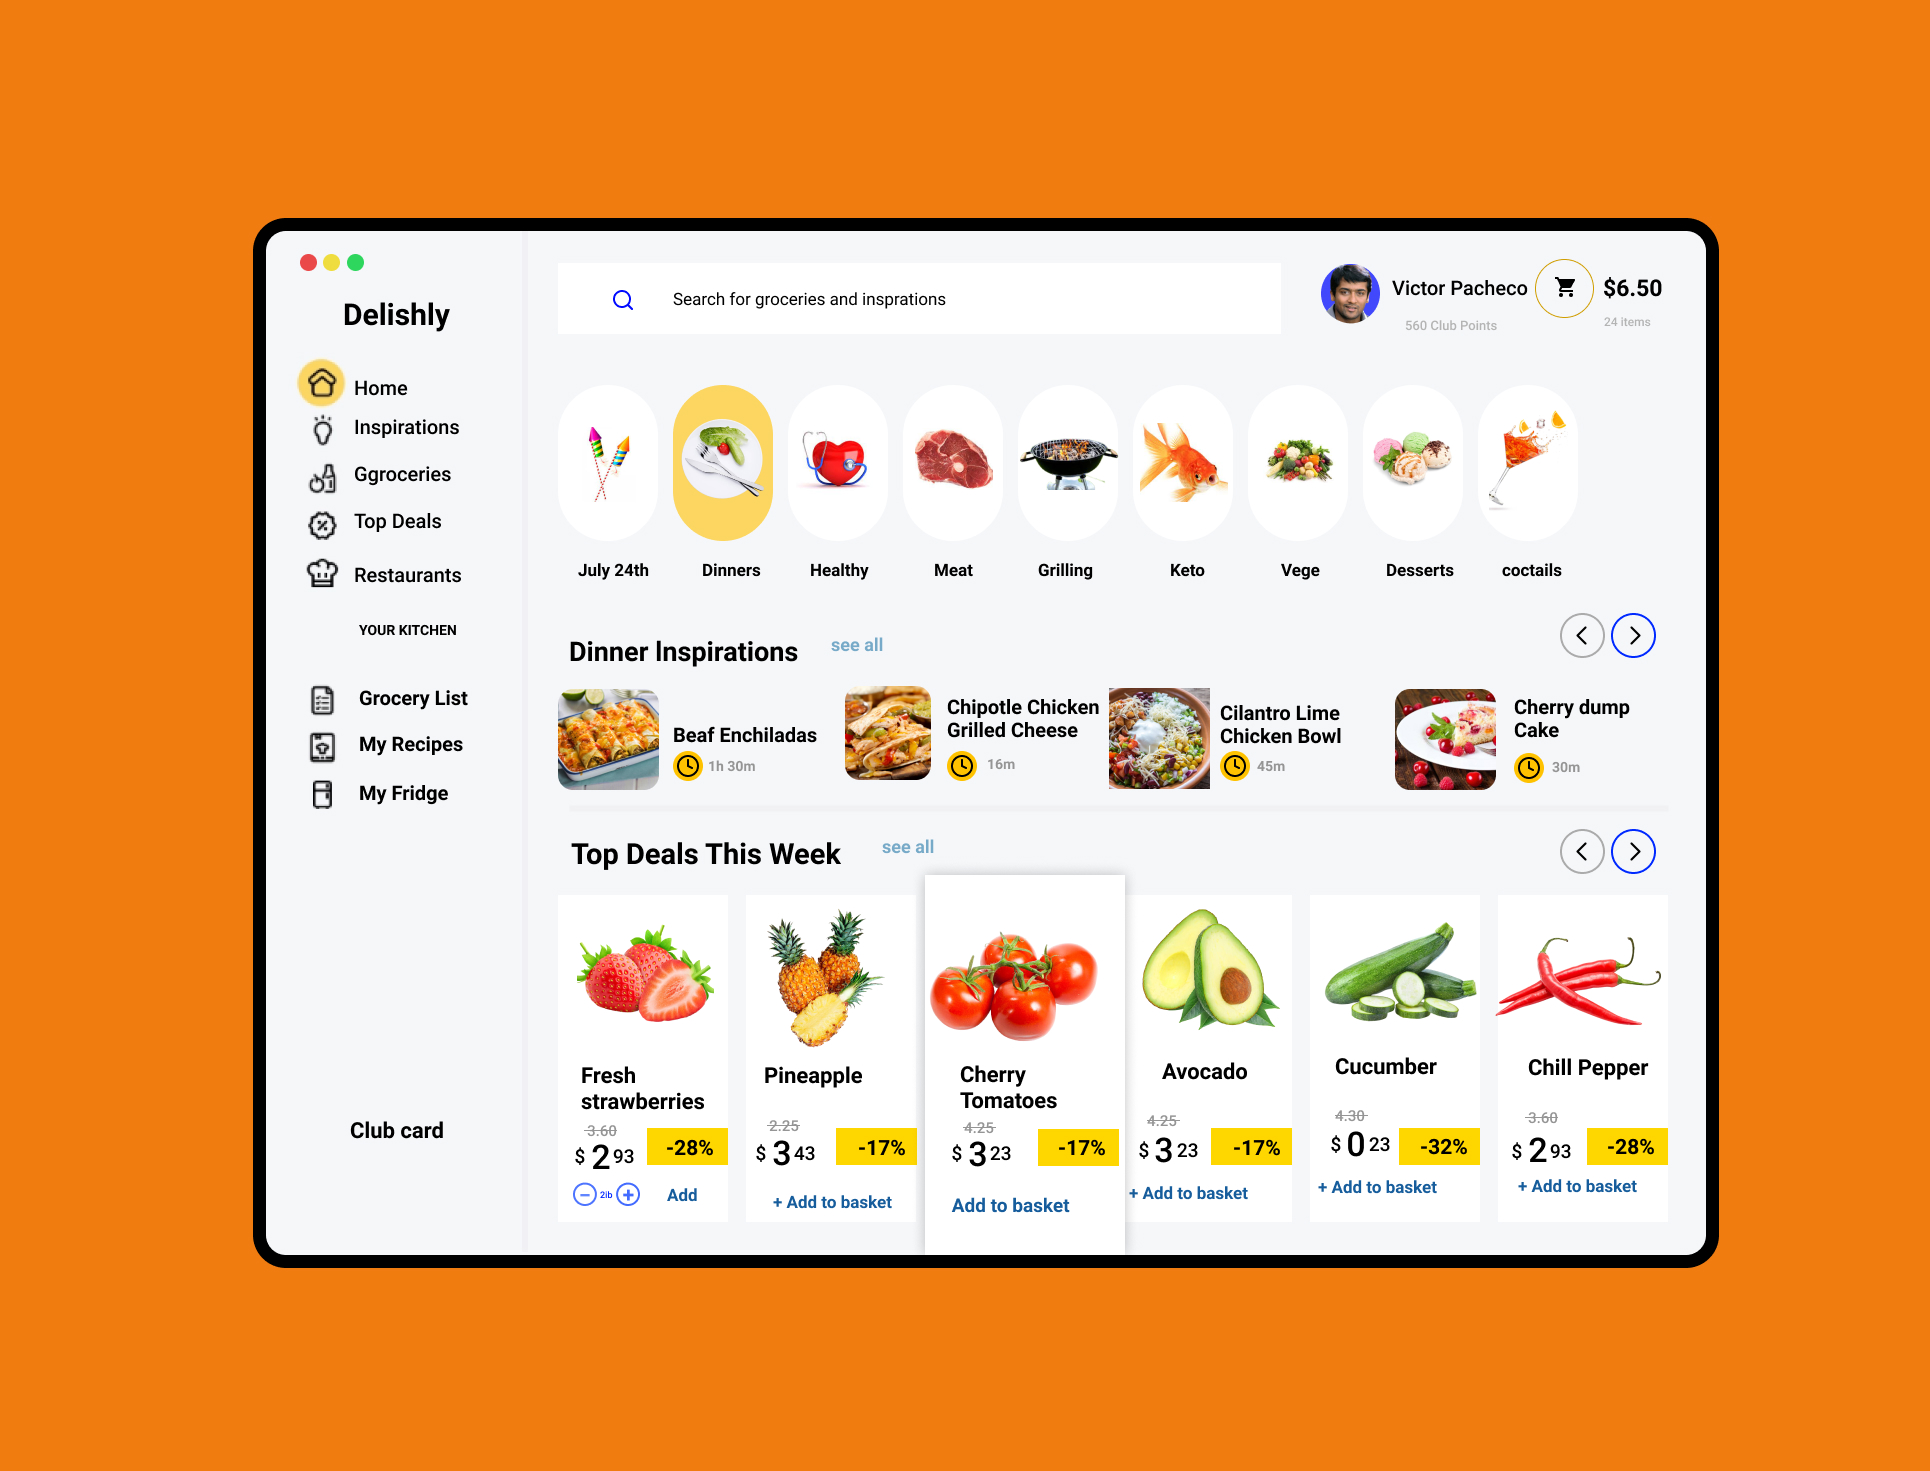 Delishly
Home
Inspirations
Ggroceries
Top Deals
Restaurants
YOUR KITCHEN
Grocery List
My Recipes
My Fridge
Club card
Search for groceries and insprations
Victor Pacheco
560 Club Points
$6.50
24 items
July 24th
Dinners
Healthy
Meat
Grilling
Keto
Vege
Desserts
coctails
Dinner Inspirations
see all
Beaf Enchiladas
1h 30m
Chipotle Chicken
Grilled Cheese
16m
Cilantro Lime
Chicken Bowl
45m
Cherry dump
Cake
30m
Top Deals This Week
see all
Fresh
strawberries
3.60
$ 2 93
-28%
2ib
Add
Pineapple
2.25
$ 3 43
-17%
+ Add to basket
Cherry
Tomatoes
4.25
$ 3 23
-17%
Add to basket
Avocado
4.25
$ 3 23
-17%
+ Add to basket
Cucumber
4.30
$ 0 23
-32%
+ Add to basket
Chill Pepper
3.60
$ 2 93
-28%
+ Add to basket